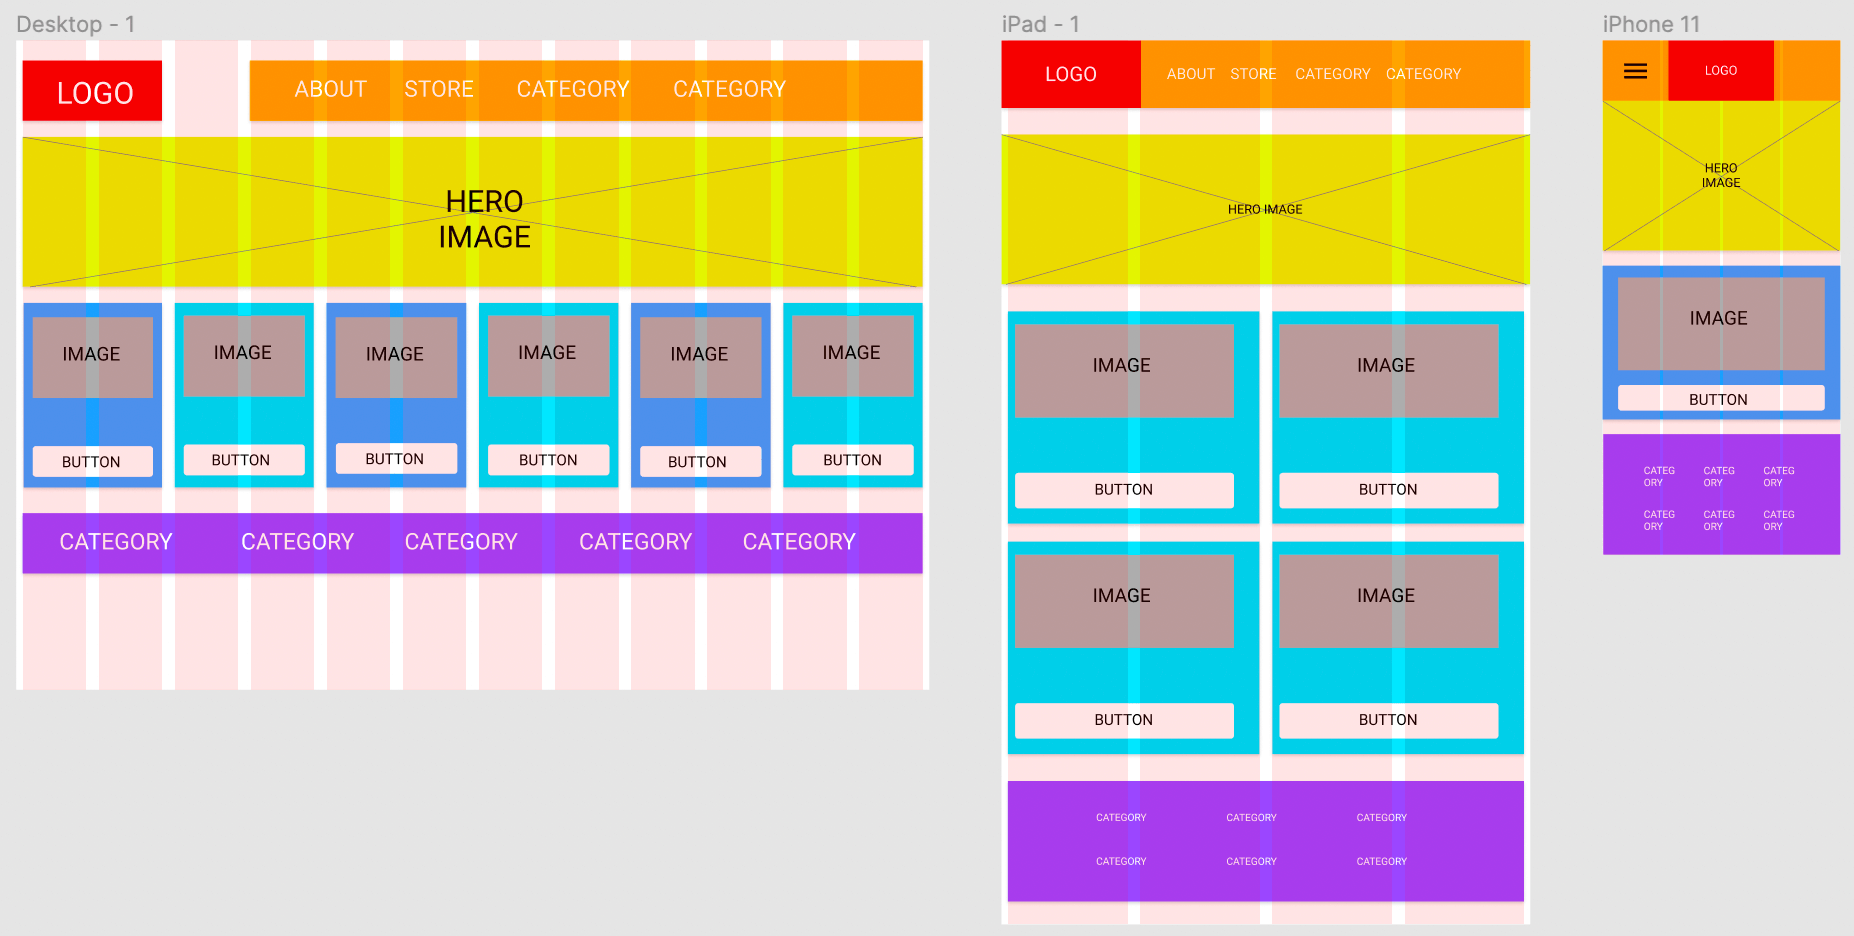 Desktop - 1
LOGO
ABOUT STORE CATEGORY CATEGORY
HERO
IMAGE
IMAGE IMAGE IMAGE IMAGE IMAGE IMAGE
BUTTON BUTTON BUTTON BUTTON BUTTON BUTTON
CATEGORY CATEGORY CATEGORY CATEGORY CATEGORY
iPad - 1
LOGO
ABOUT STORE CATEGORY CATEGORY
HERO IMAGE
IMAGE IMAGE
BUTTON BUTTON
IMAGE IMAGE
BUTTON BUTTON
CATEGORY CATEGORY CATEGORY
CATEGORY CATEGORY CATEGORY
iPhone 11
LOGO
HERO
IMAGE
IMAGE
BUTTON
CATEG CATEG CATEG
ORY ORY ORY
CATEG CATEG CATEG
ORY ORY ORY